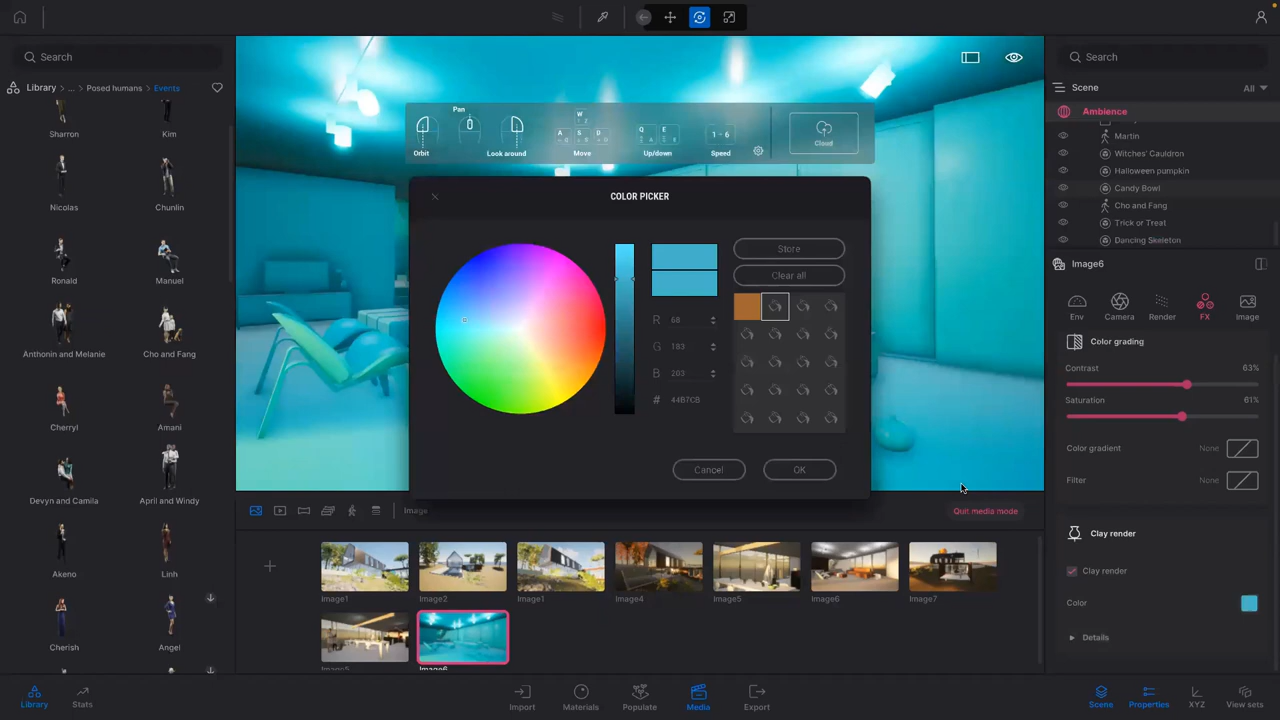 Search
Library > ... > Posed humans > Events
Sharron
Kim
Nicolas
Chunlin
Ronald
Manuel
Anthonin and Melanie
Cho and Fang
Cherryl
Amani
Devyn and Camila
April and Windy
Akeno
Linh
Cherish
Angel
Pan
Orbit
Look around
W
A S D
Move
Q E
Up/down
1 - 6
Speed
Cloud
COLOR PICKER
Store
Clear all
R 68
G 183
B 203
# 44B7CB
Cancel
OK
Image
Quit media mode
Image1
Image2
Image1
Image4
Image5
Image6
Image7
Image5
Image6
Search
Scene
All
Ambience
Martin
Witches' Cauldron
Halloween pumpkin
Candy Bowl
Cho and Fang
Trick or Treat
Dancing Skeleton
Image6
Env
Camera
Render
FX
Image
Color grading
Contrast 63%
Saturation 61%
Color gradient None
Filter None
Clay render
Clay render
Color
Details
Library
Stats
Import
Materials
Populate
Media
Export
Scene
Properties
XYZ
View sets